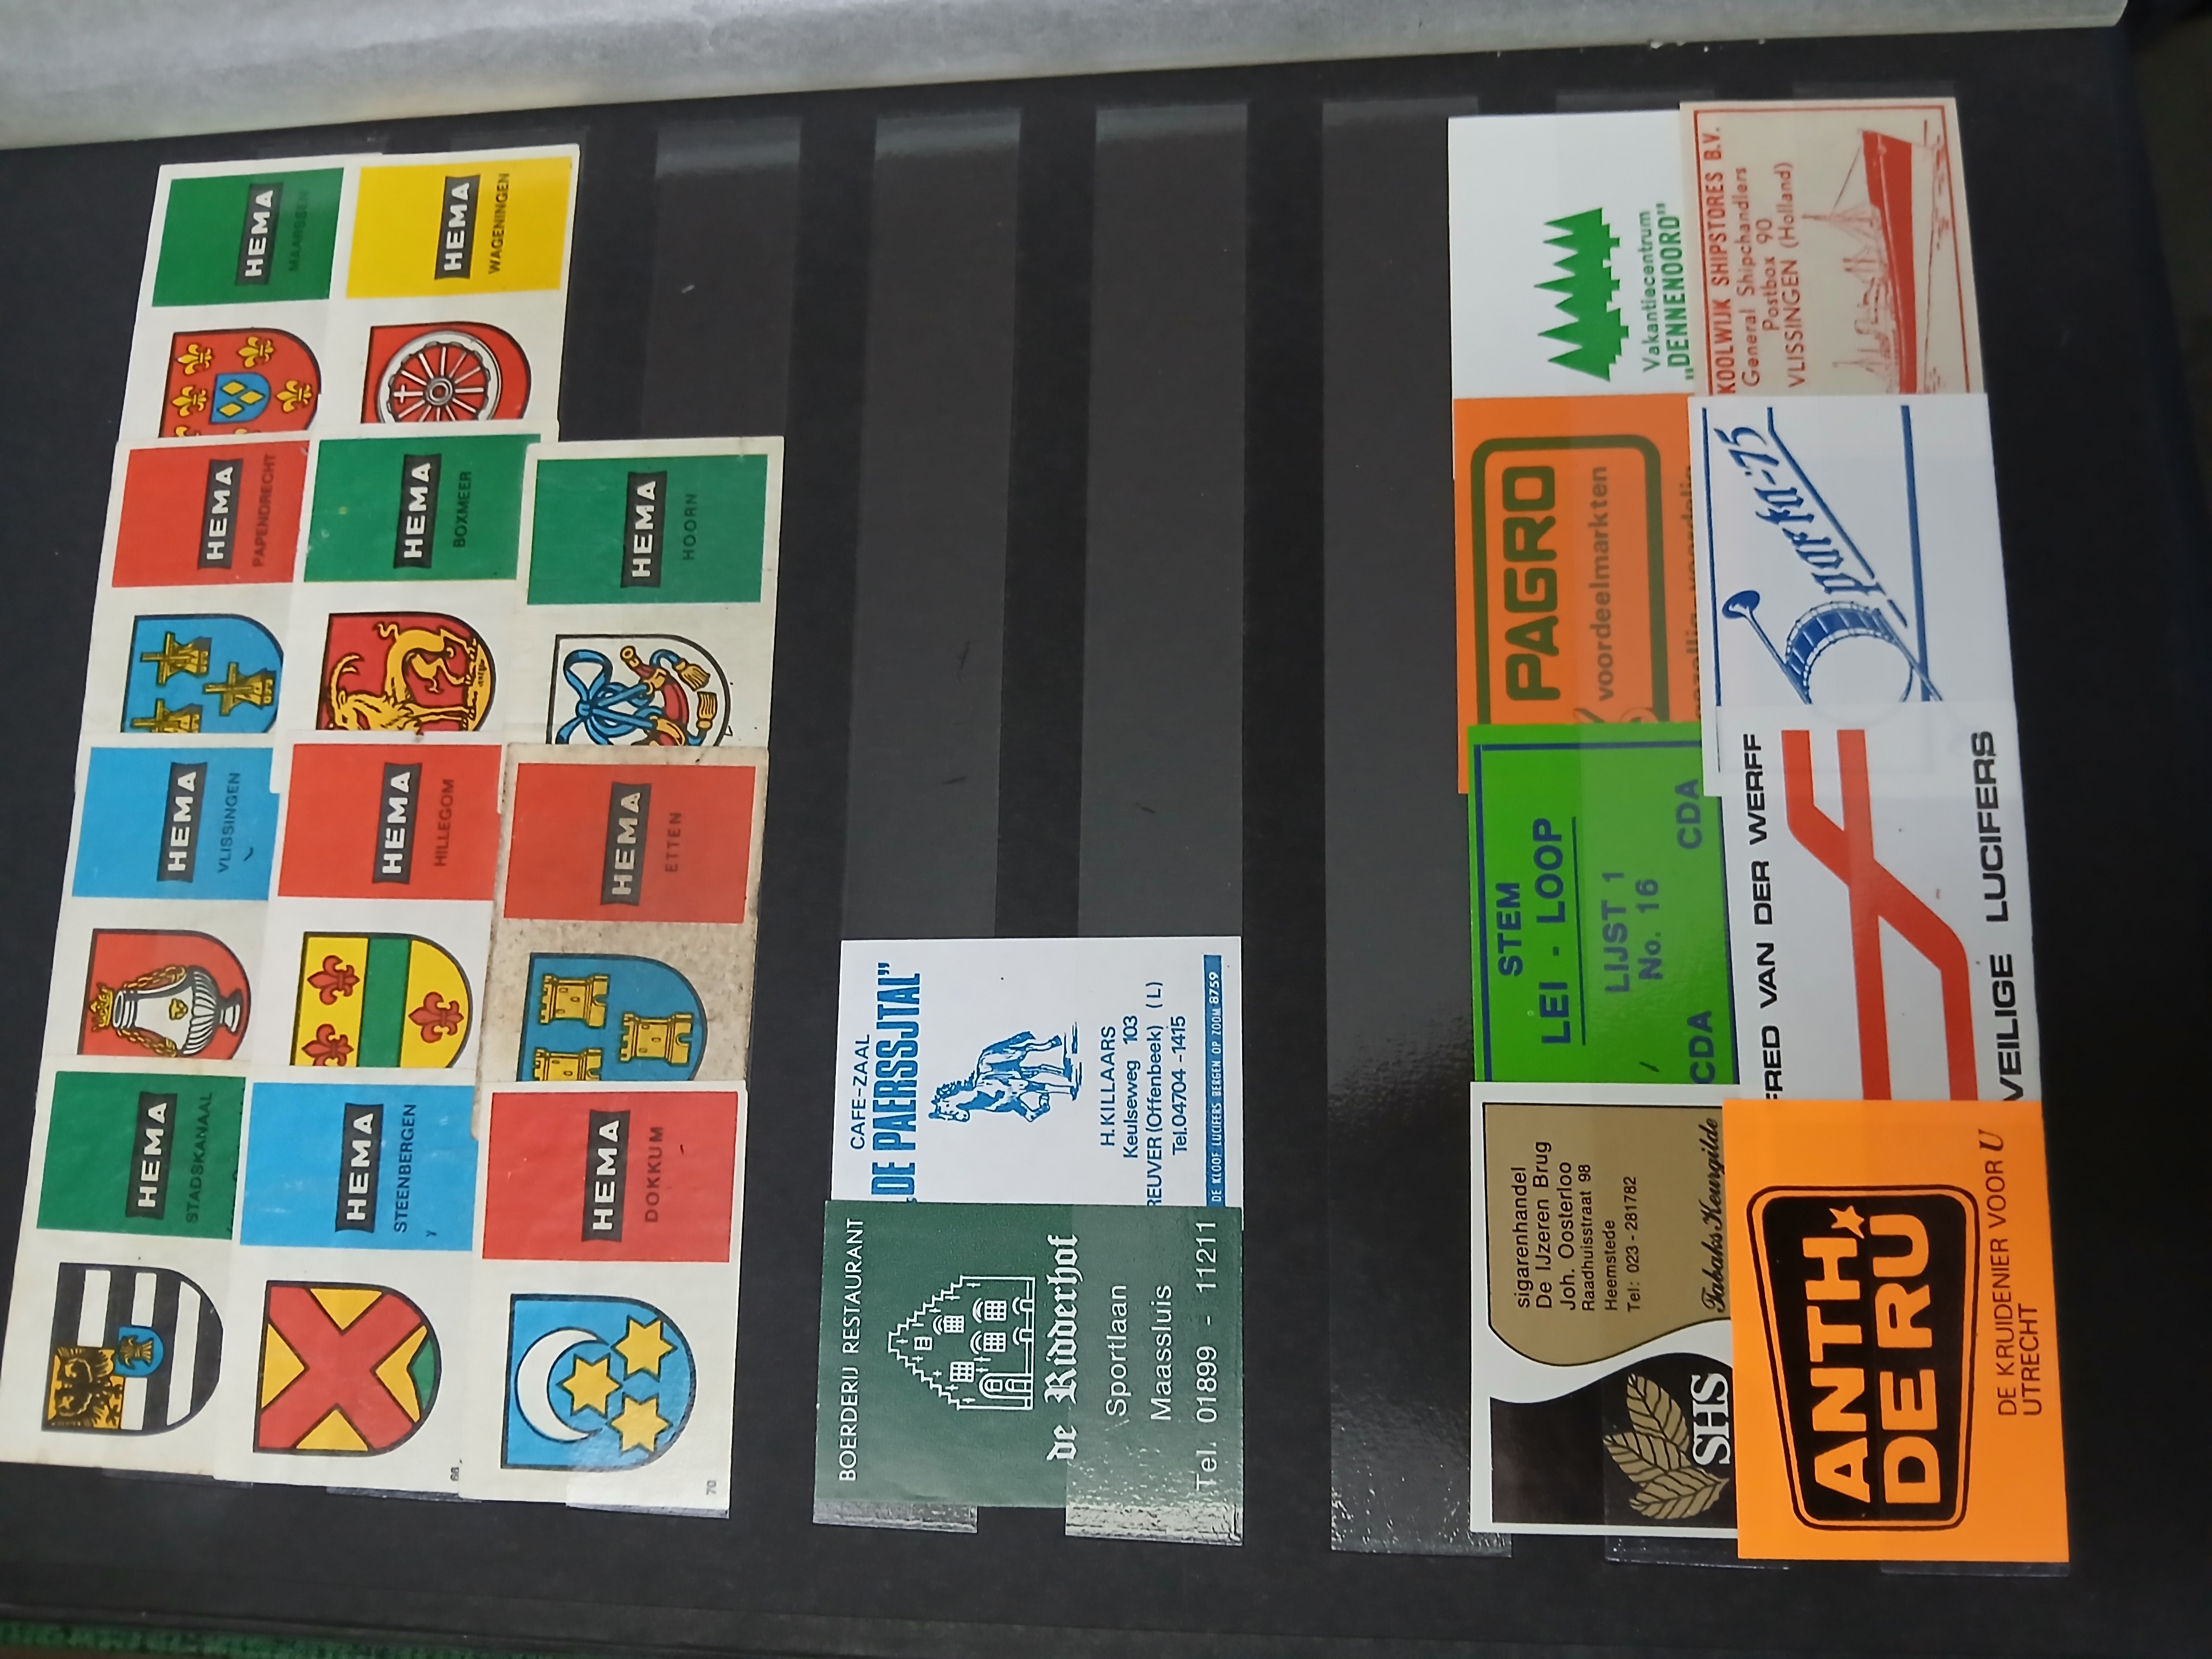 HEMA
STADSKANAAL
HEMA
VLISSINGEN
HEMA
PAPENDRECHT
HEMA
MAARSSEN
HEMA
STEENBERGEN
66
HEMA
HILLEGOM
HEMA
BOXMEER
HEMA
WAGENINGEN
HEMA
DOKKUM
70
HEMA
ETTEN
HEMA
HOORN
BOERDERIJ RESTAURANT
de Ridderhof
Sportlaan
Maassluis
Tel. 01899 - 11211
CAFE-ZAAL
„DE PAERSSJTAL”
H.KILLAARS
Keulseweg 103
REUVER (Offenbeek) (L)
Tel.04704-1415
DE KLOOF LUCIFERS BERGEN OP ZOOM 8759
sigarenhandel
De IJzeren Brug
Joh. Oosterloo
Raadhuisstraat 98
Heemstede
Tel: 023-281782
TabaksKeurgilde
SHS
STEM
LEI - LOOP
LIJST 1
No. 16
CDA CDA
PAGRO
voordeelmarkten
Vakantiecentrum
„DENNENOORD”
ANTH.
DE RU
DE KRUIDENIER VOOR U
UTRECHT
FRED VAN DER WERFF
VEILIGE LUCIFERS
KOOLWIJK SHIPSTORES B.V.
General Shipchandlers
Postbox 90
VLISSINGEN (Holland)